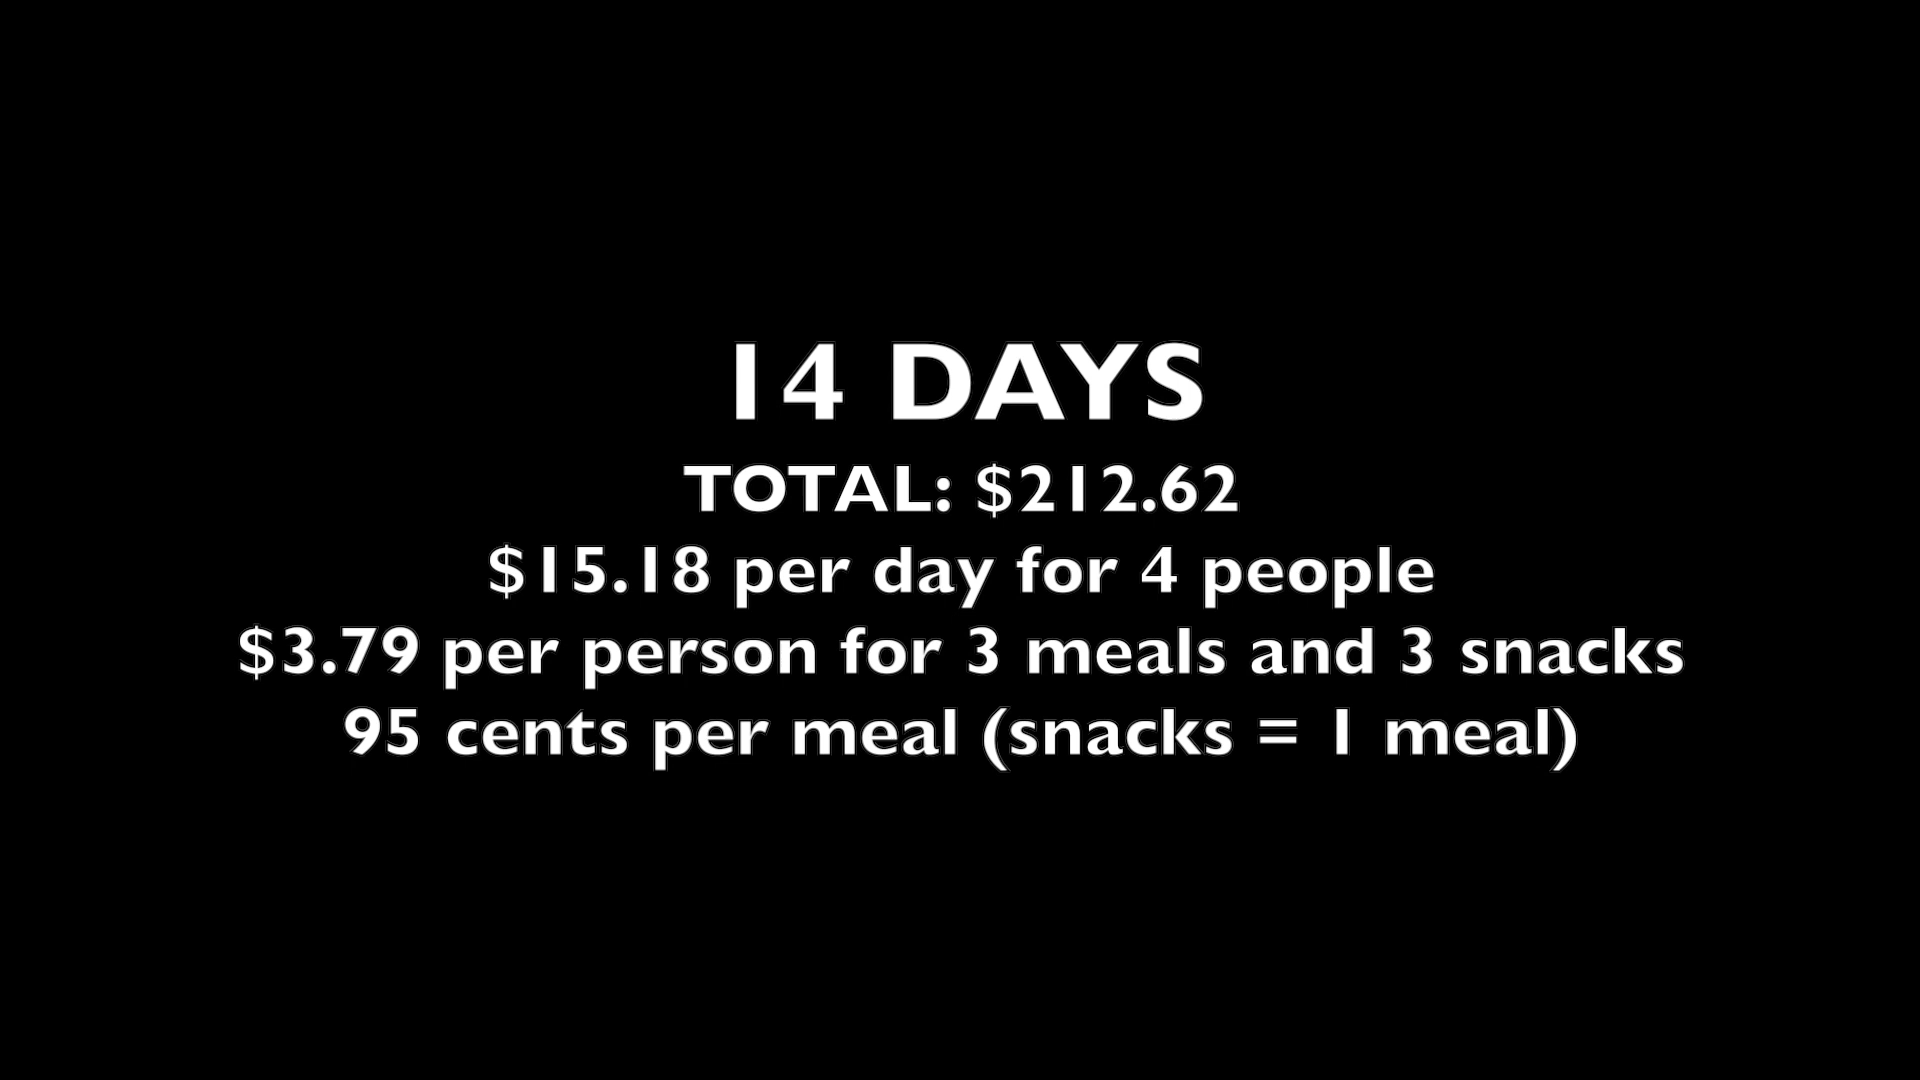 14 DAYS
TOTAL: $212.62
$15.18 per day for 4 people
$3.79 per person for 3 meals and 3 snacks
95 cents per meal (snacks = 1 meal)